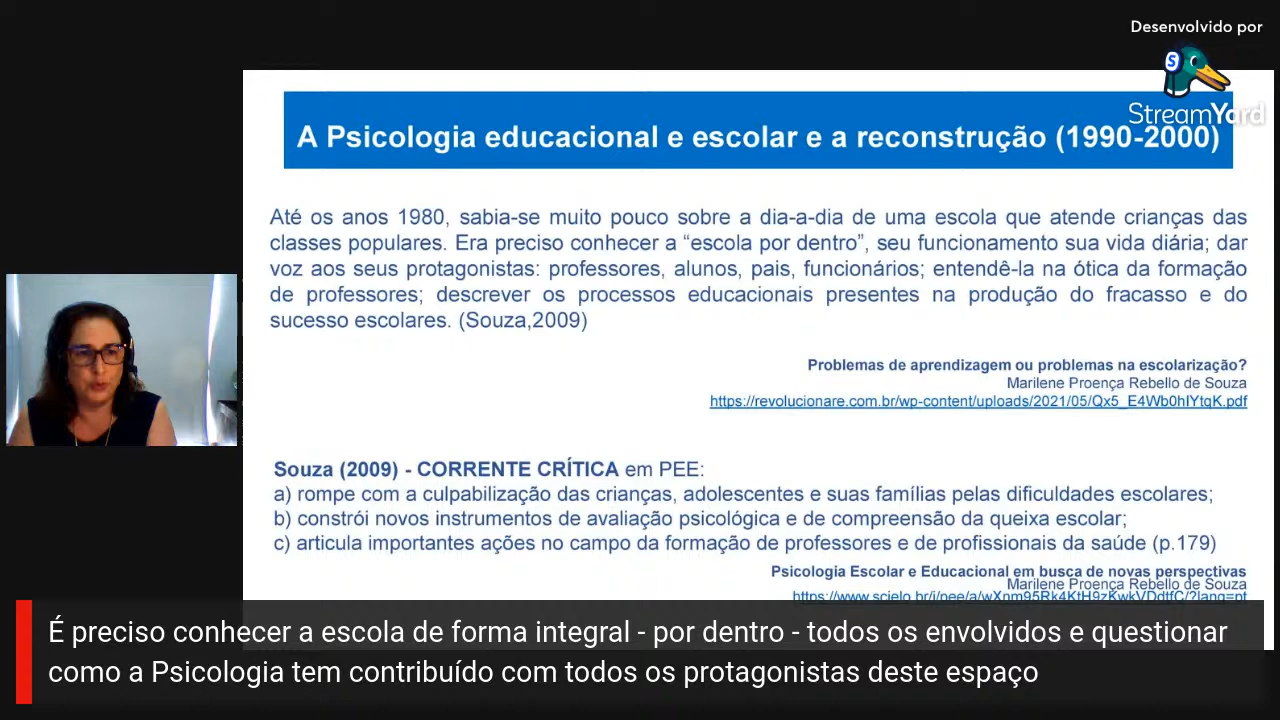 Desenvolvido por
StreamYard
A Psicologia educacional e escolar e a reconstrução (1990-2000)
Até os anos 1980, sabia-se muito pouco sobre a dia-a-dia de uma escola que atende crianças das
classes populares. Era preciso conhecer a “escola por dentro”, seu funcionamento sua vida diária; dar
voz aos seus protagonistas: professores, alunos, pais, funcionários; entendê-la na ótica da formação
de professores; descrever os processos educacionais presentes na produção do fracasso e do
sucesso escolares. (Souza,2009)
Problemas de aprendizagem ou problemas na escolarização?
Marilene Proença Rebello de Souza
https://revolucionare.com.br/wp-content/uploads/2021/05/Qx5_E4Wb0hIYtqK.pdf
Souza (2009) - CORRENTE CRÍTICA em PEE:
a) rompe com a culpabilização das crianças, adolescentes e suas famílias pelas dificuldades escolares;
b) constrói novos instrumentos de avaliação psicológica e de compreensão da queixa escolar;
c) articula importantes ações no campo da formação de professores e de profissionais da saúde (p.179)
Psicologia Escolar e Educacional em busca de novas perspectivas
Marilene Proença Rebello de Souza
https://www.scielo.br/j/pee/a/wXnm95Rk4KtH9zKwkVDdtfC/?lang=pt
É preciso conhecer a escola de forma integral - por dentro - todos os envolvidos e questionar
como a Psicologia tem contribuído com todos os protagonistas deste espaço